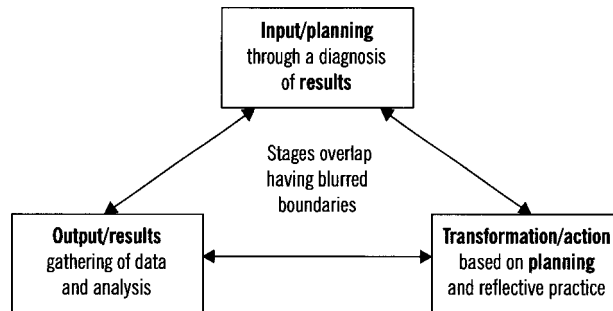 Input/planning
through a diagnosis
of results
Stages overlap
having blurred
boundaries
Output/results
gathering of data
and analysis
Transformation/action
based on planning
and reflective practice